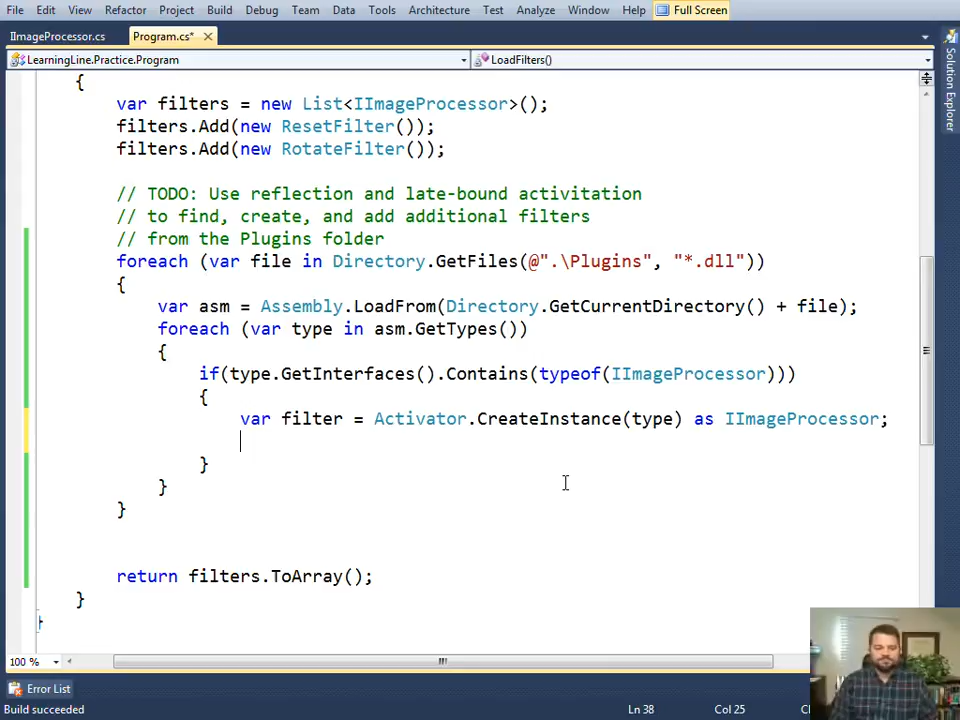 File Edit View Refactor Project Build Debug Team Data Tools Architecture Test Analyze Window Help Full Screen
IImageProcessor.cs Program.cs*
LearningLine.Practice.Program LoadFilters()
Solution Explorer
{
var filters = new List<IImageProcessor>();
filters.Add(new ResetFilter());
filters.Add(new RotateFilter());
// TODO: Use reflection and late-bound activitation
// to find, create, and add additional filters
// from the Plugins folder
foreach (var file in Directory.GetFiles(@".\Plugins", "*.dll"))
{
var asm = Assembly.LoadFrom(Directory.GetCurrentDirectory() + file);
foreach (var type in asm.GetTypes())
{
if(type.GetInterfaces().Contains(typeof(IImageProcessor)))
{
var filter = Activator.CreateInstance(type) as IImageProcessor;
}
}
}
return filters.ToArray();
}
}
100 %
Error List
Build succeeded Ln 38 Col 25